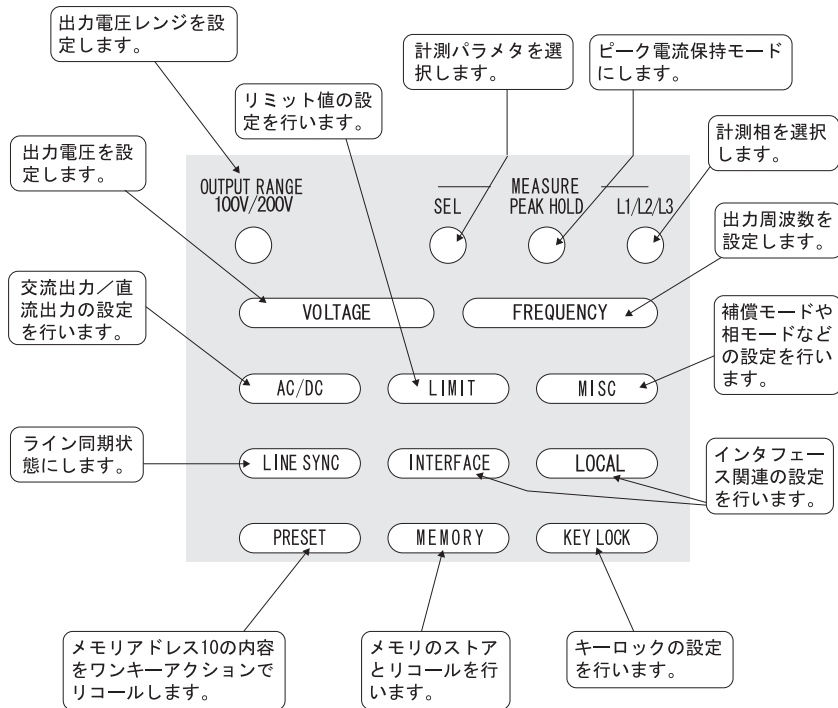 出力電圧レンジを設
定します。
計測パラメタを選
択します。
ピーク電流保持モード
にします。
リミット値の設
定を行います。
計測相を選択
します。
出力電圧を設
定します。
OUTPUT RANGE
100V/200V
MEASURE
SEL
PEAK HOLD
L1/L2/L3
出力周波数を
設定します。
交流出力／直
流出力の設定
を行います。
VOLTAGE
FREQUENCY
補償モードや
相モードなど
の設定を行い
ます。
AC/DC
LIMIT
MISC
ライン同期状
態にします。
LINE SYNC
INTERFACE
LOCAL
インタフェー
ス関連の設定
を行います。
PRESET
MEMORY
KEY LOCK
メモリアドレス10の内容
をワンキーアクションで
リコールします。
メモリのストア
とリコールを行
います。
キーロックの設定
を行います。